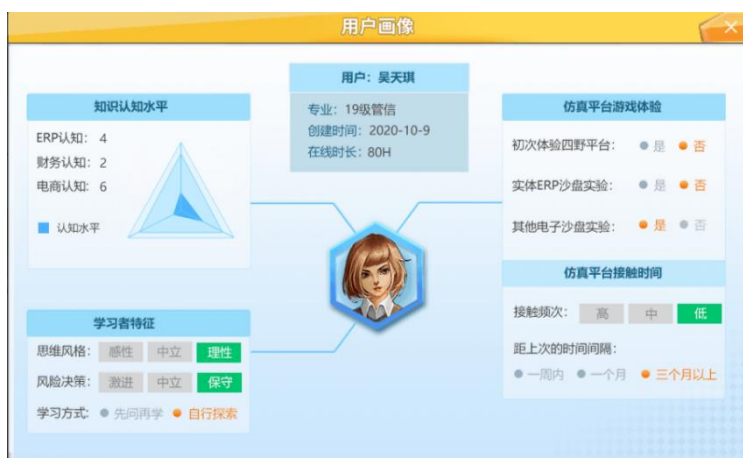 用户画像
用户：吴天琪
专业：19级管信
创建时间：2020-10-9
在线时长：80H
知识认知水平
ERP认知：4
财务认知：2
电商认知：6
认知水平
学习者特征
思维风格：感性 中立 理性
风险决策：激进 中立 保守
学习方式：先问再学 自行探索
仿真平台游戏体验
初次体验四野平台：是 否
实体ERP沙盘实验：是 否
其他电子沙盘实验：是 否
仿真平台接触时间
接触频次：高 中 低
距上次的时间间隔：
一周内 一个月 三个月以上